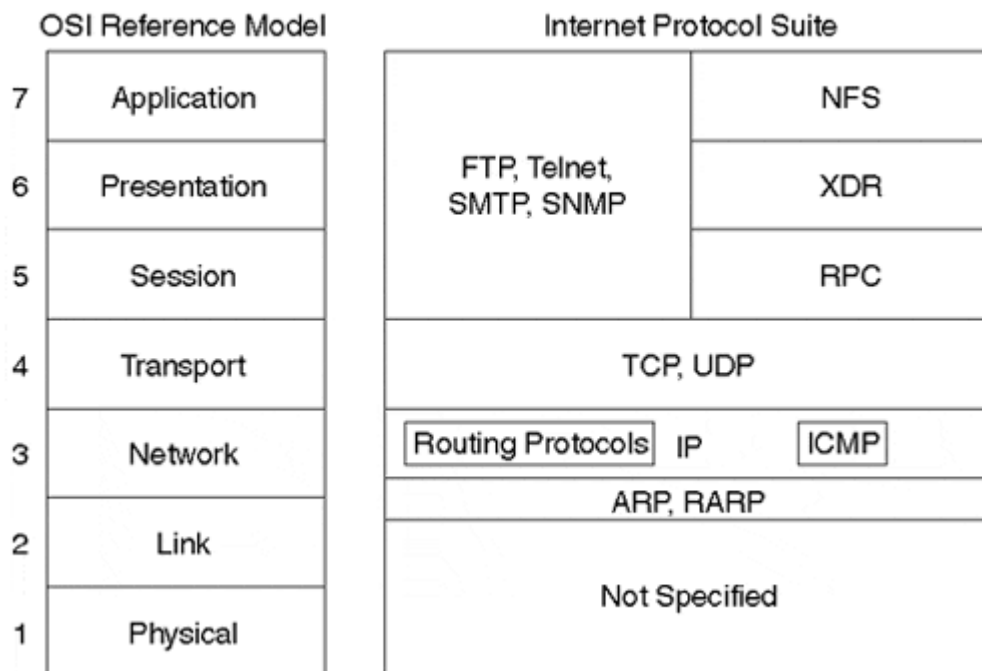 OSI Reference Model
Internet Protocol Suite
7
Application
6
Presentation
5
Session
4
Transport
3
Network
2
Link
1
Physical
FTP, Telnet,
SMTP, SNMP
NFS
XDR
RPC
TCP, UDP
Routing Protocols
IP
ICMP
ARP, RARP
Not Specified